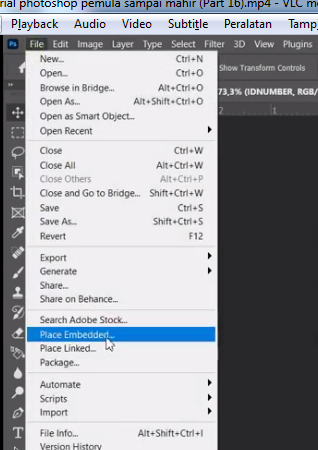 rial photoshop pemula sampai mahir (Part 16).mp4 - VLC me
Playback Audio Video Subtitle Peralatan Tampi
Ps File Edit Image Layer Type Select Filter 3D View Plugins
Show Transform Controls
73,3% (IDNUMBER, RGB/
2 1
New... Ctrl+N
Open... Ctrl+O
Browse in Bridge... Alt+Ctrl+O
Open As... Alt+Shift+Ctrl+O
Open as Smart Object...
Open Recent
Close Ctrl+W
Close All Alt+Ctrl+W
Close Others Alt+Ctrl+P
Close and Go to Bridge... Shift+Ctrl+W
Save Ctrl+S
Save As... Shift+Ctrl+S
Revert F12
Export
Generate
Share...
Share on Behance...
Search Adobe Stock...
Place Embedded...
Place Linked...
Package...
Automate
Scripts
Import
File Info... Alt+Shift+Ctrl+I
Version History